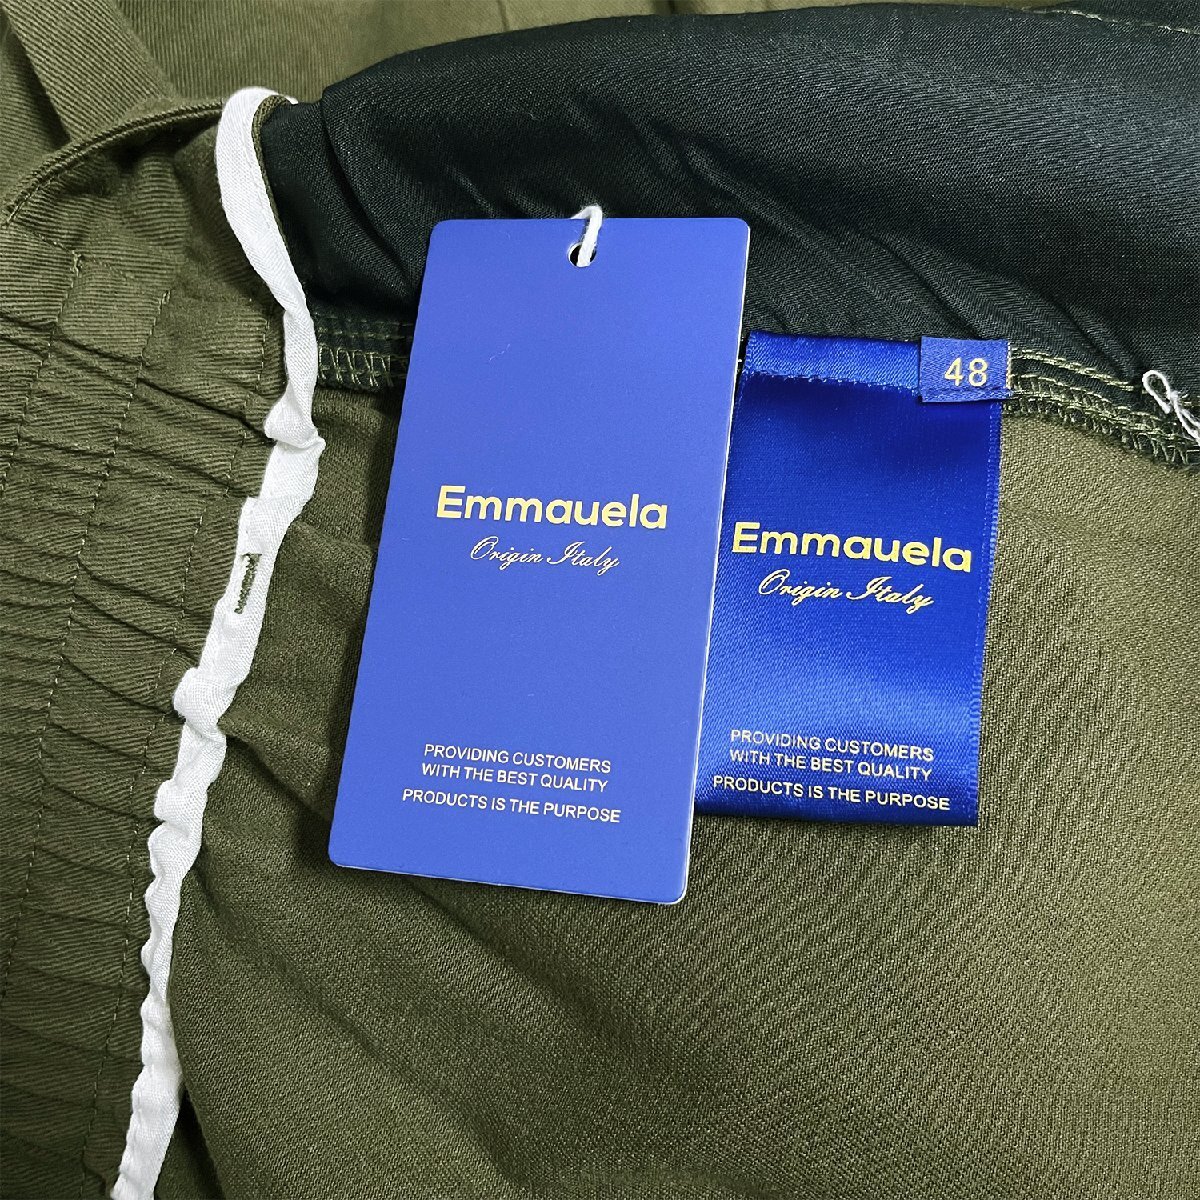 Emmauela
Origin Italy
PROVIDING CUSTOMERS
WITH THE BEST QUALITY
PRODUCTS IS THE PURPOSE
48
Emmauela
Origin Italy
PROVIDING CUSTOMERS
WITH THE BEST QUALITY
PRODUCTS IS THE PURPOSE